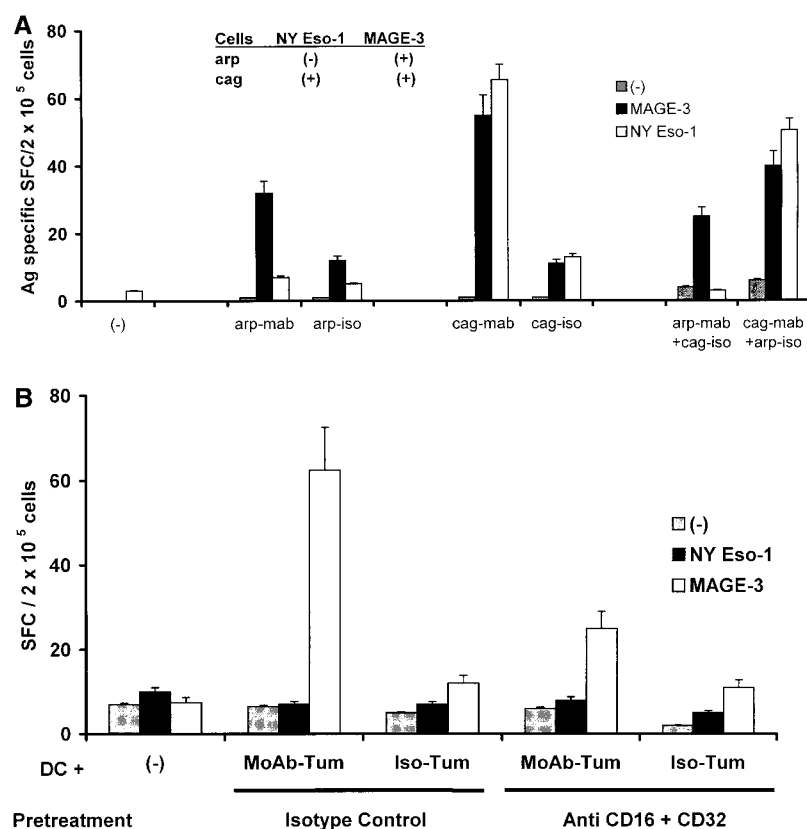 A
Cells NY Eso-1 MAGE-3
arp (-) (+)
cag (+) (+)
(-)
MAGE-3
NY Eso-1
Ag specific SFC/2 x 10 5 cells
80
60
40
20
0
(-) arp-mab arp-iso cag-mab cag-iso arp-mab cag-mab
+cag-iso +arp-iso
B
SFC / 2 x 10 5 cells
80
60
40
20
0
(-)
NY Eso-1
MAGE-3
DC + (-) MoAb-Tum Iso-Tum MoAb-Tum Iso-Tum
Pretreatment Isotype Control Anti CD16 + CD32